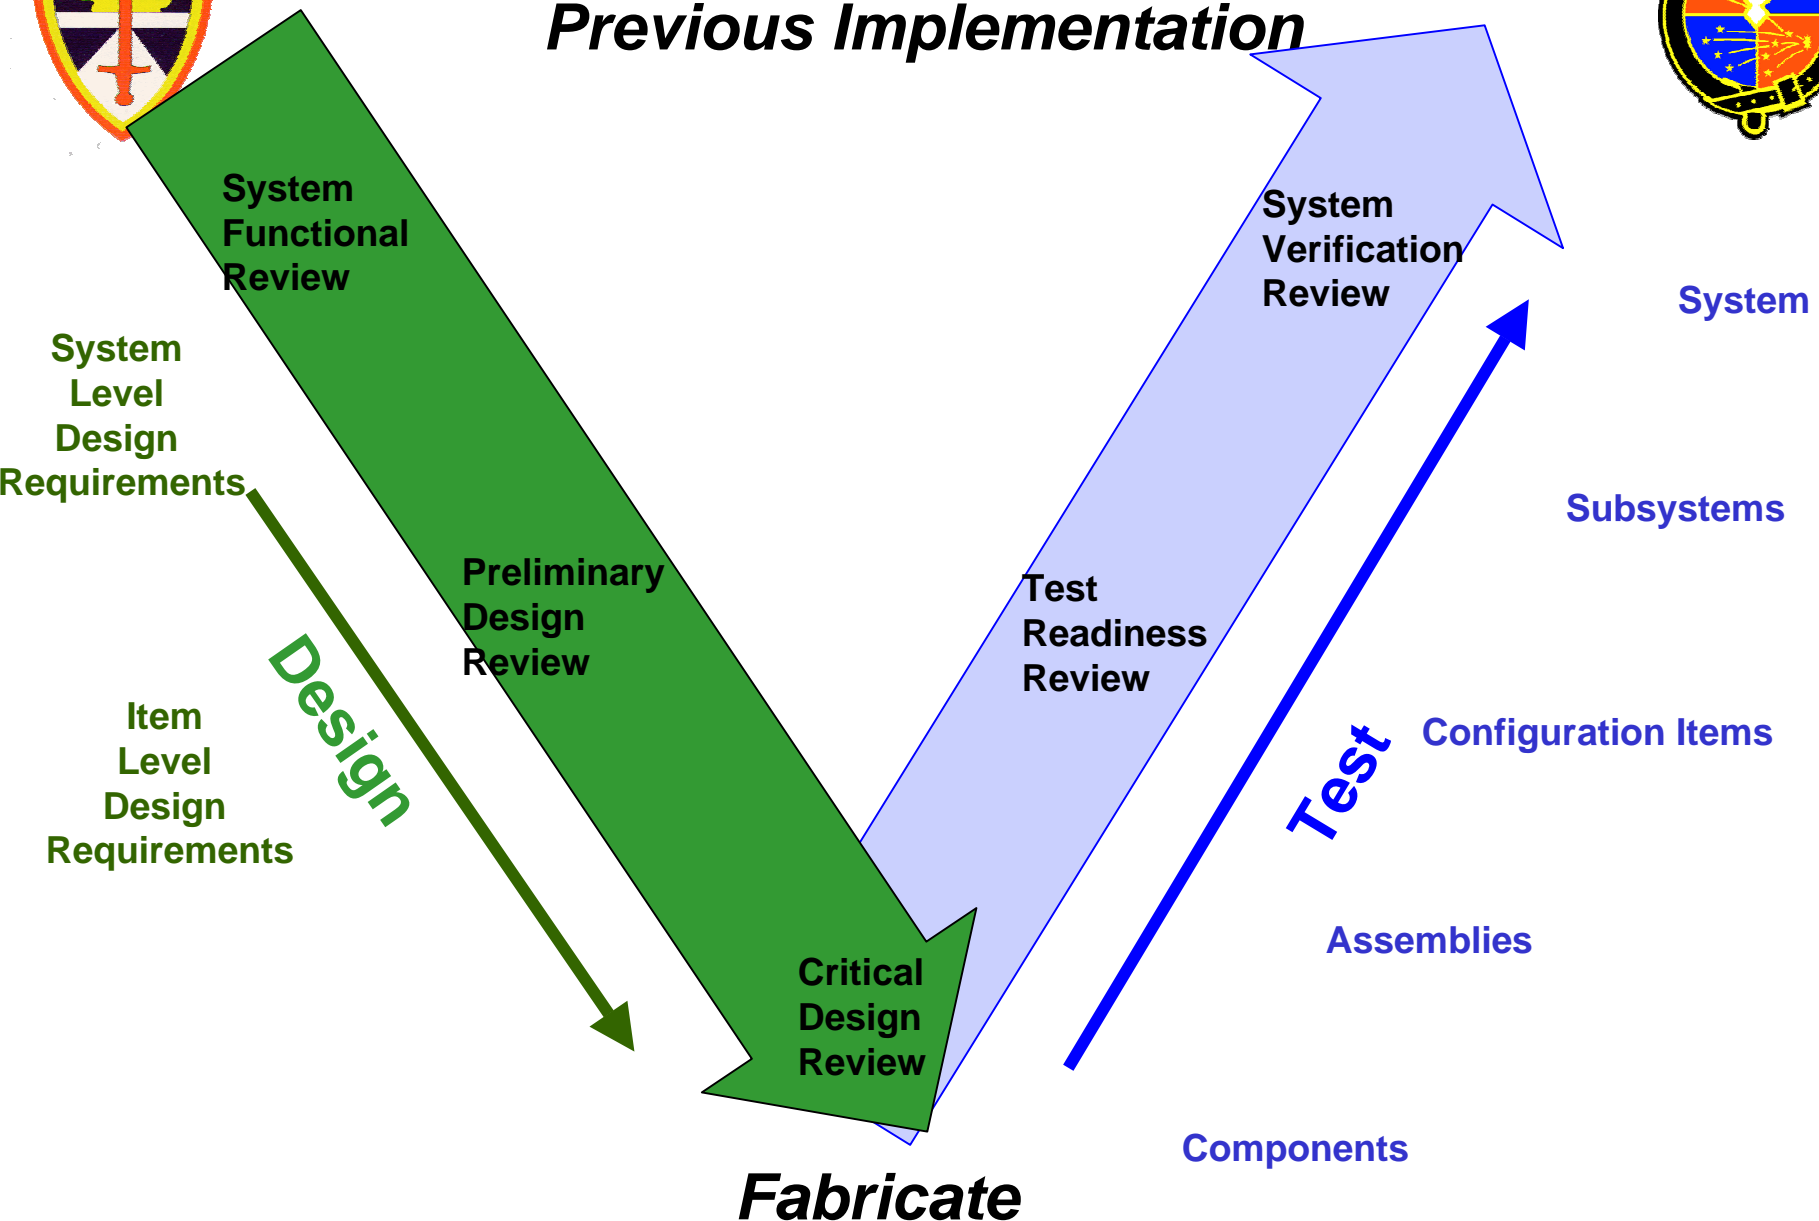 Previous Implementation
System
Functional
Review
System
Level
Design
Requirements
Preliminary
Design
Review
Design
Item
Level
Design
Requirements
Critical
Design
Review
Fabricate
System
Verification
Review
Test
Readiness
Review
Test
System
Subsystems
Configuration Items
Assemblies
Components